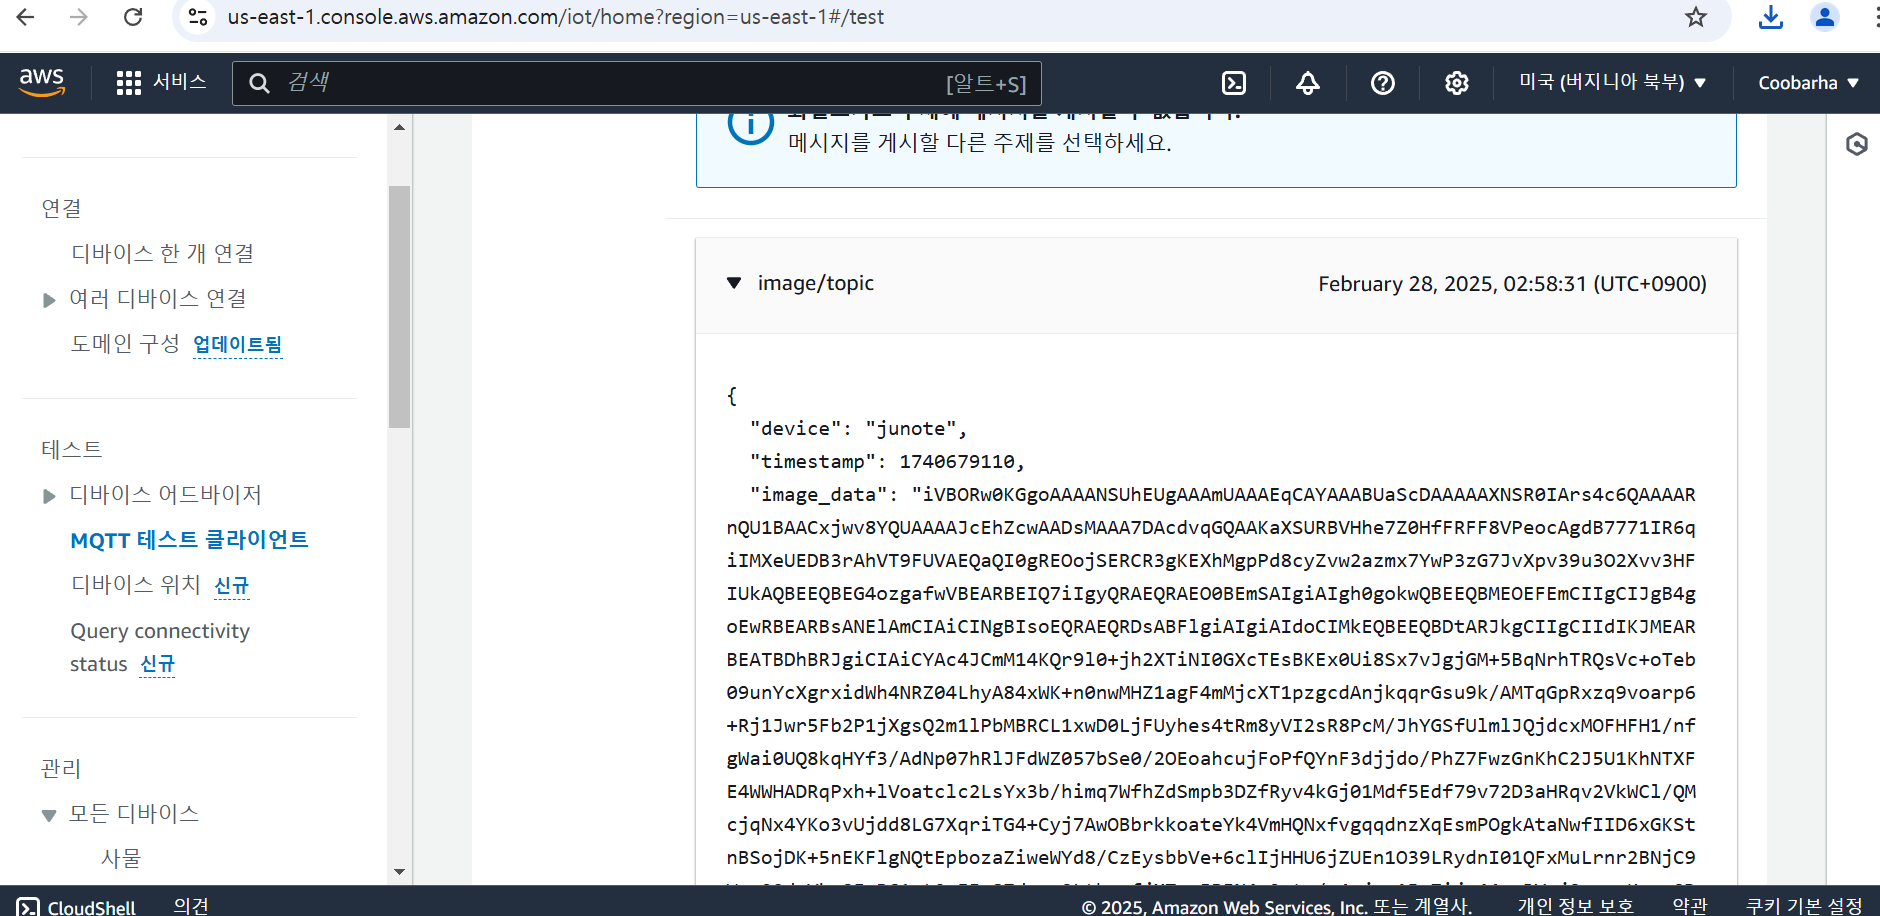 us-east-1.console.aws.amazon.com/iot/home?region=us-east-1#/test
aws
서비스
검색
[알트+S]
미국 (버지니아 북부) ▼
Coobarha ▼
메시지를 게시할 다른 주제를 선택하세요.
연결
디바이스 한 개 연결
여러 디바이스 연결
도메인 구성 업데이트됨
테스트
디바이스 어드바이저
MQTT 테스트 클라이언트
디바이스 위치 신규
Query connectivity
status 신규
관리
모든 디바이스
사물
image/topic
February 28, 2025, 02:58:31 (UTC+0900)
{
"device": "junote",
"timestamp": 1740679110,
"image_data": "iVBORw0KGgoAAAANSUhEUgAAAmUAAAEqCAYAAABUaScDAAAAAXNSR0IArs4c6QAAAAR
nQU1BAACxjwv8YQUAAAAJcEhZcwAADsMAAA7DAcdvqGQAAKaXSURBVHhe7Z0HfFRFF8VPeocAgdB7771IR6q
iIMXeUEDB3rAhVT9FUVAEQaQI0gREOojSERCR3gKEXhMgpPd8cyZvw2azmx7YwP3zG7JvXpv39u3O2Xvv3HF
IUkAQBEEQBEG4ozgafwVBEARBEIQ7iIgyQRAEQRAEO0BEmSAIgiAIgh0gokwQBEEQBMEOEFEmCIIgCIJgB4g
oEwRBEARBsANElAmCIAiCINgBIsoEQRAEQRDsABFlgiAIgiAIdoCIMkEQBEEQBDtARJkgCIIgCIIdIKJMEAR
BEATBDhBRJgiCIAiCYAc4JCmM14KQr9l0+jh2XTiNI0GXcTEsBKEx0Ui8Sx7vJgjGM+5BqNrhTRQsVc+oTeb
09unYcXgrxidWh4NRZ04LhyA84xWK+n0nwMHZ1agF4mMjcXT1pzgcdAnjkqqrGsu9k/AMTqGpRxzq9voarp6
+Rj1Jwr5Fb2P1jXgsQ2m1lPbMBRCL1xwD0LjFUyhes4tRm8yVI2sR8PcM/JhYGSfUlmlJQjdcxMOFHFH1/nf
gWai0UQ8kqHYf3/AdNp07hRlJFdWZ057bSe0/2OEoahcujFoPfQYnF3djjdo/PhZ7FwzGnKhC2J5U1KhNTXF
E4WWHADRqPxh+lVoatclc2LsYx3b/himq7WfhZdSmpb3DZfRyv4kGj01Mdf5Edf79v72D3aHRqv2VkWCl/QM
cjqNx4YKo3vUjdd8LG7XqriTG4+Cyj7AwOBbrkkoateYk4VmHQNxfvgqqdnzXqEsmPOgkAtaNwfIID6xGKSt
nBSojDK+5nEKFlgNQtEpbozaZiweWYd8/CzEysbbVe+6clIjHHU6jZUEn1O39LRydnI01QFxMuLrnr2BNjC9
CloudShell
의견
© 2025, Amazon Web Services, Inc. 또는 계열사.
개인 정보 보호
약관
쿠키 기본 설정